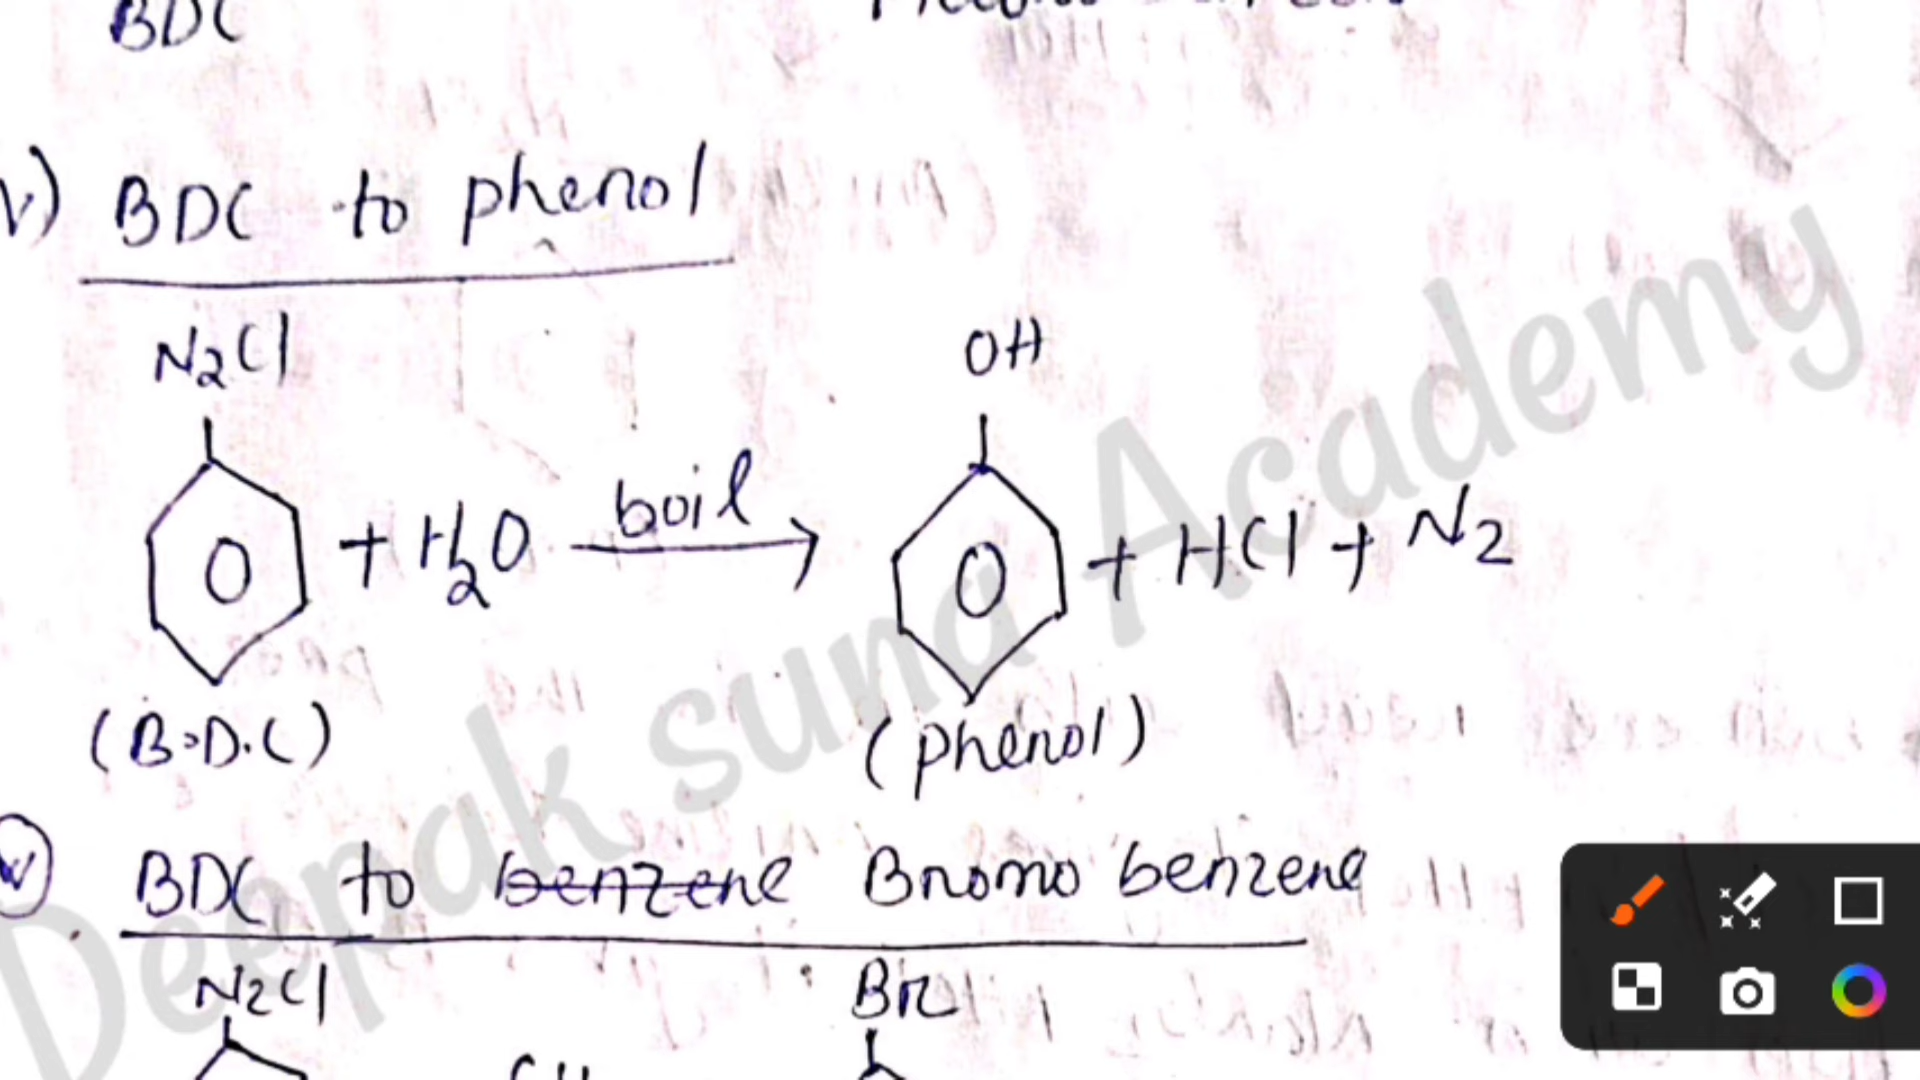 BDC
v) BDC to phenol
N2Cl
OH
+ H2O boil + HCl + N2
(B.D.C)
(phenol)
BDC to benzene Bromo benzene
N2Cl
Br
Deepak suna Academy